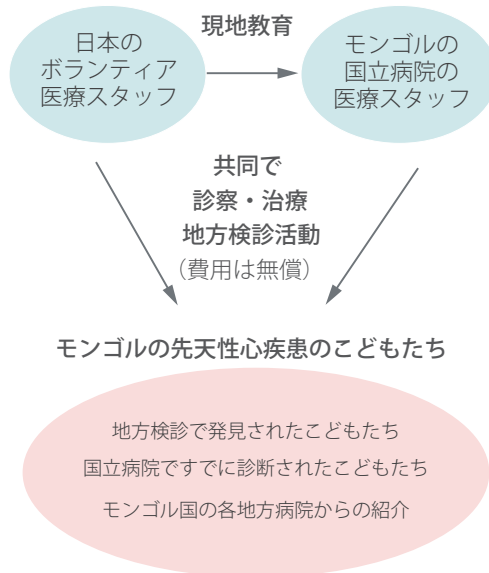 日本の
ボランティア
医療スタッフ
現地教育
モンゴルの
国立病院の
医療スタッフ
共同で
診察・治療
地方検診活動
（費用は無償）
モンゴルの先天性心疾患のこどもたち
地方検診で発見されたこどもたち
国立病院ですでに診断されたこどもたち
モンゴル国の各地方病院からの紹介